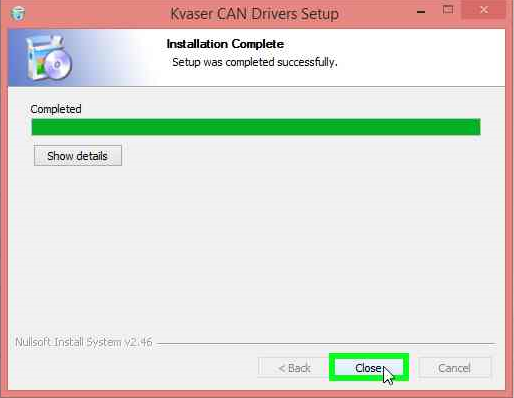 Kvaser CAN Drivers Setup
Installation Complete
Setup was completed successfully.
Completed
Show details
Nullsoft Install System v2.46
< Back
Close
Cancel